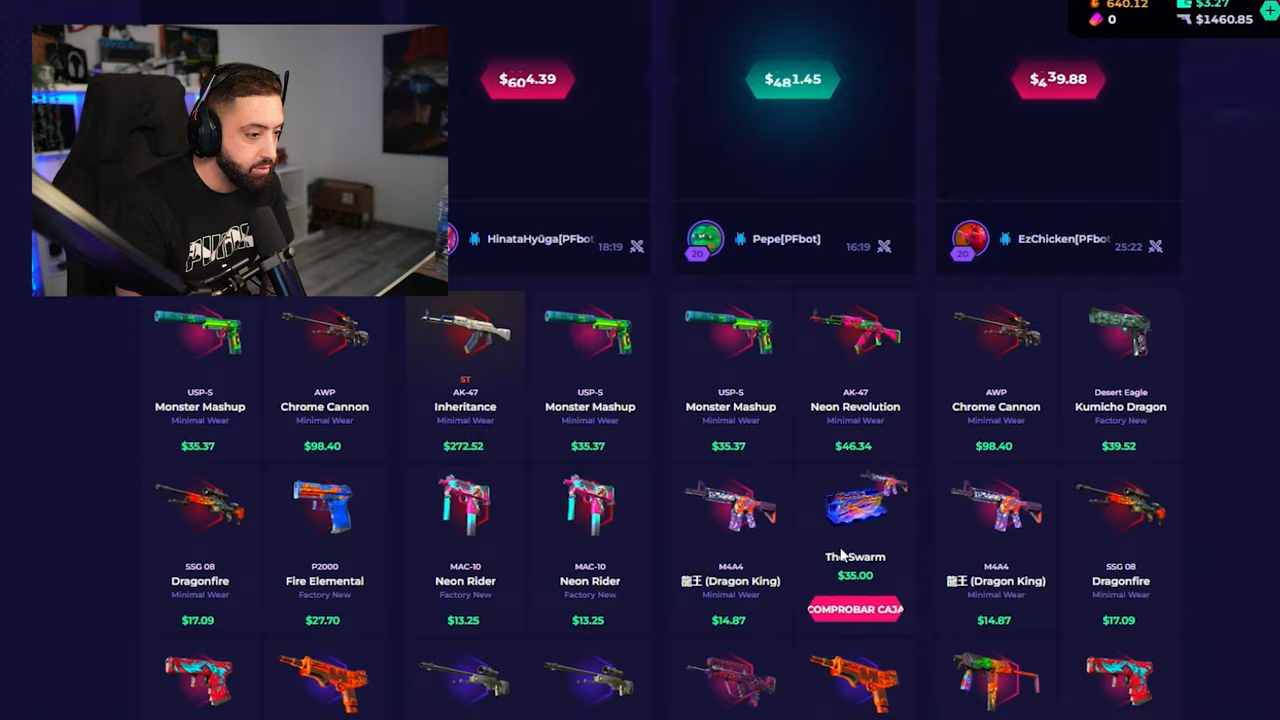 640.12
$3.27
0
$1460.85
$604.39
$481.45
$439.88
HinataHyūga[PFbot
18:19
20
Pepe[PFbot]
16:19
20
EzChicken[PFbot
25:22
USP-S
Monster Mashup
Minimal Wear
$35.37
AWP
Chrome Cannon
Minimal Wear
$98.40
ST
AK-47
Inheritance
Minimal Wear
$272.52
USP-S
Monster Mashup
Minimal Wear
$35.37
USP-S
Monster Mashup
Minimal Wear
$35.37
AK-47
Neon Revolution
Minimal Wear
$46.34
AWP
Chrome Cannon
Minimal Wear
$98.40
Desert Eagle
Kumicho Dragon
Factory New
$39.52
SSG 08
Dragonfire
Minimal Wear
$17.09
P2000
Fire Elemental
Factory New
$27.70
MAC-10
Neon Rider
Factory New
$13.25
MAC-10
Neon Rider
Factory New
$13.25
M4A4
龍王 (Dragon King)
Minimal Wear
$14.87
The Swarm
$35.00
COMPROBAR CAJA
M4A4
龍王 (Dragon King)
Minimal Wear
$14.87
SSG 08
Dragonfire
Minimal Wear
$17.09